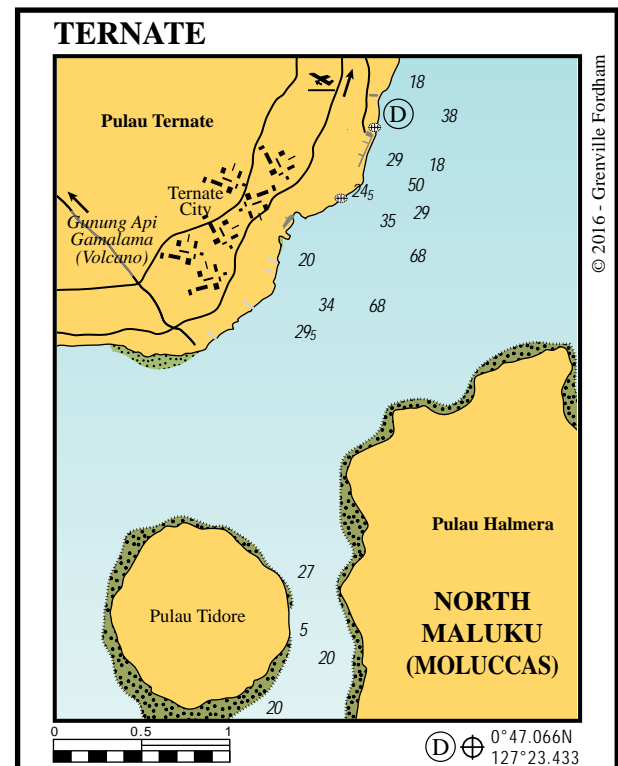 TERNATE
18
Pulau Ternate
D
38
29
18
Ternate
City
24₅
50
29
35
Gunung Api
Gamalama
(Volcano)
20
68
34
68
29₅
© 2016 - Grenville Fordham
Pulau Halmera
27
NORTH
MALUKU
(MOLUCCAS)
Pulau Tidore
5
20
20
0 0.5 1
D 0°47.066N
127°23.433